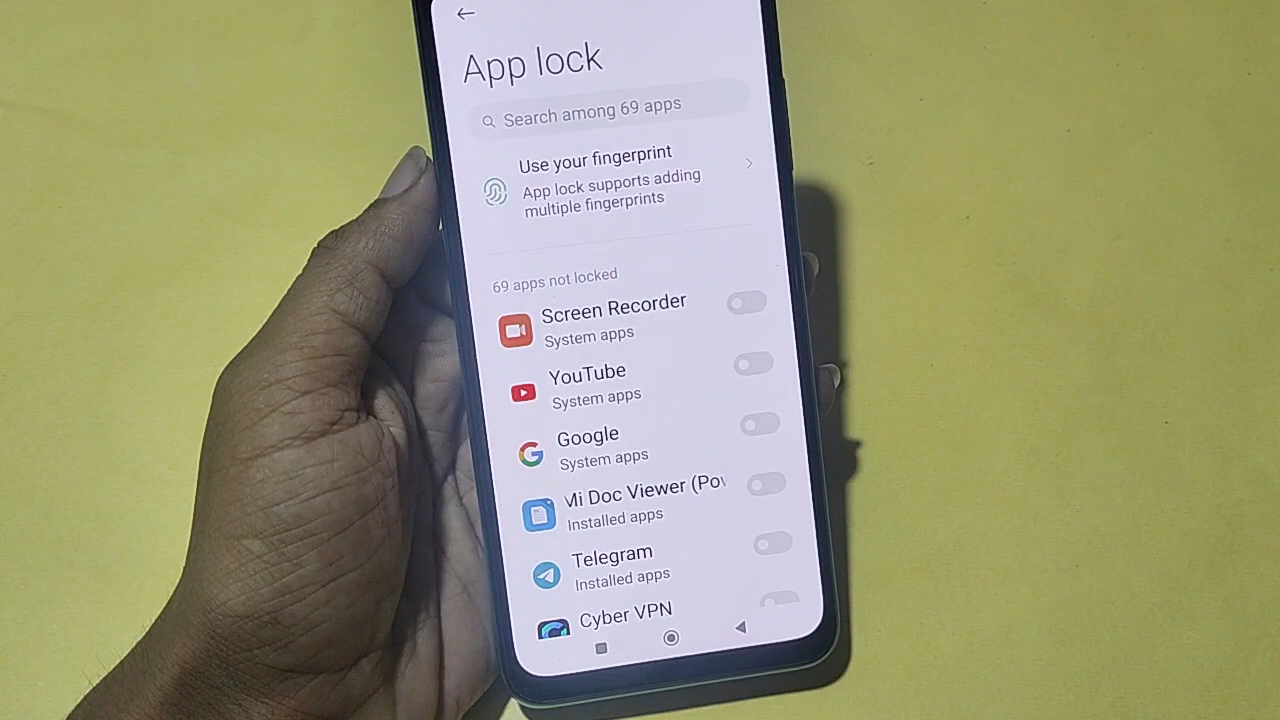 App lock
Search among 69 apps
Use your fingerprint
App lock supports adding
multiple fingerprints
69 apps not locked
Screen Recorder
System apps
YouTube
System apps
Google
System apps
Mi Doc Viewer (Pow
Installed apps
Telegram
Installed apps
Cyber VPN